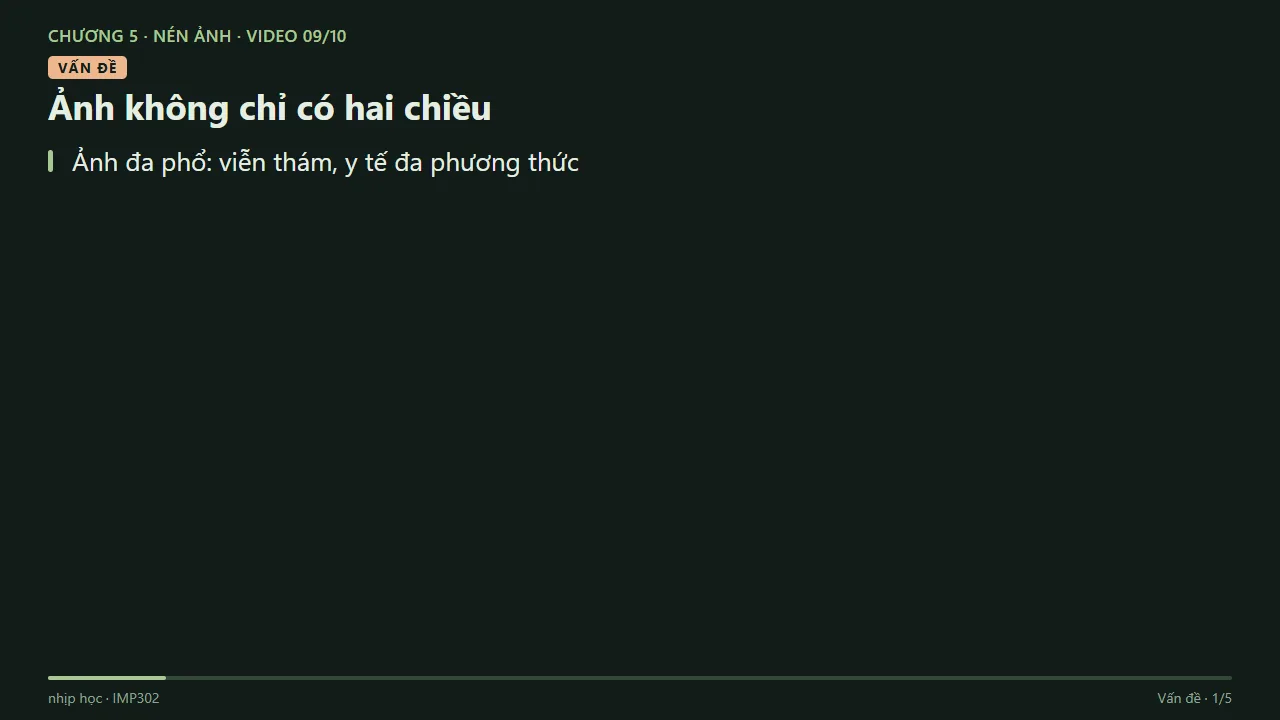 CHƯƠNG 5 · NÉN ẢNH · VIDEO 09/10
VẤN ĐỀ
Ảnh không chỉ có hai chiều
Ảnh đa phổ: viễn thám, y tế đa phương thức
nhịp học · IMP302
Vấn đề · 1/5